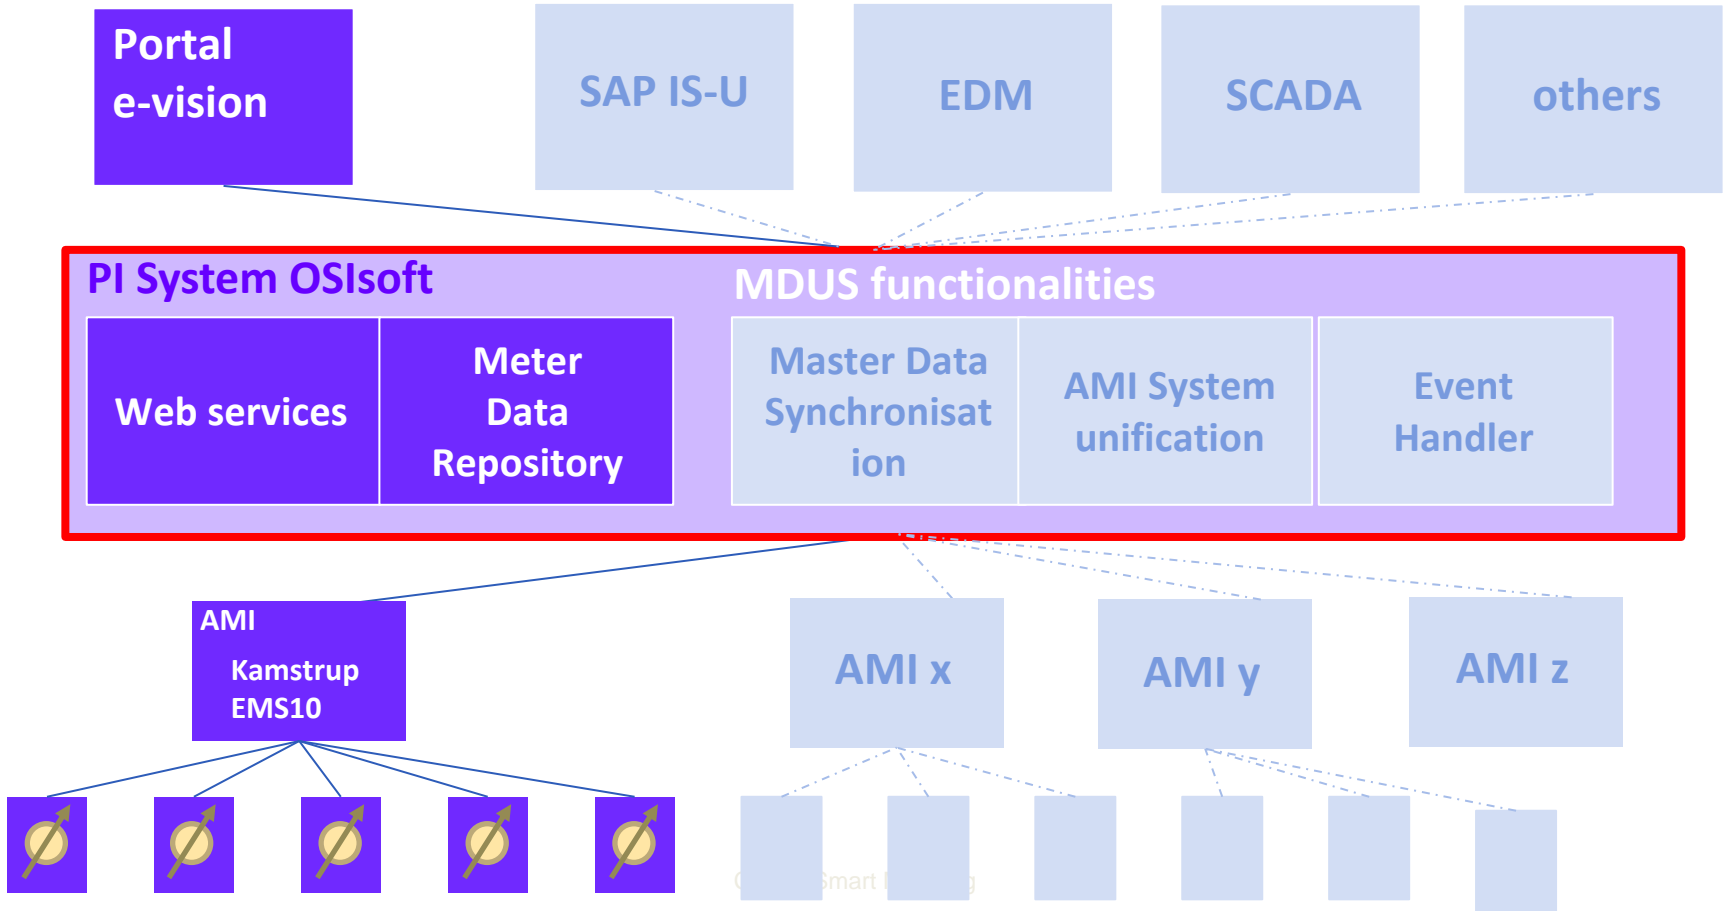 Portal
e-vision
SAP IS-U
EDM
SCADA
others
PI System OSIsoft
MDUS functionalities
Web services
Meter
Data
Repository
Master Data
Synchronisat
ion
AMI System
unification
Event
Handler
AMI
Kamstrup
EMS10
AMI x
AMI y
AMI z
Smart